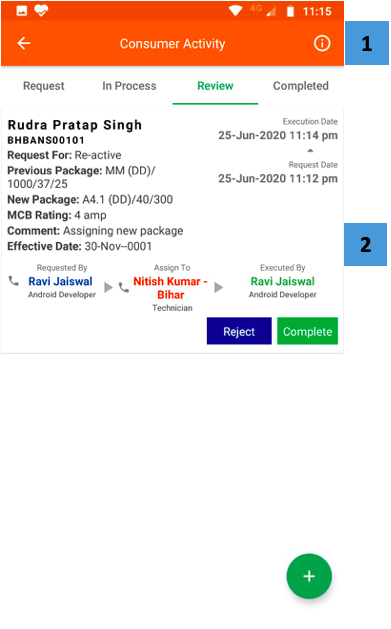 4G 11:15
Consumer Activity
1
Request In Process Review Completed
Rudra Pratap Singh
BHBANS00101
Execution Date
25-Jun-2020 11:14 pm
Request Date
25-Jun-2020 11:12 pm
Request For: Re-active
Previous Package: MM (DD)/
1000/37/25
New Package: A4.1 (DD)/40/300
MCB Rating: 4 amp
Comment: Assigning new package
Effective Date: 30-Nov--0001
2
Requested By
Ravi Jaiswal
Android Developer
Assign To
Nitish Kumar -
Bihar
Technician
Executed By
Ravi Jaiswal
Android Developer
Reject Complete
+